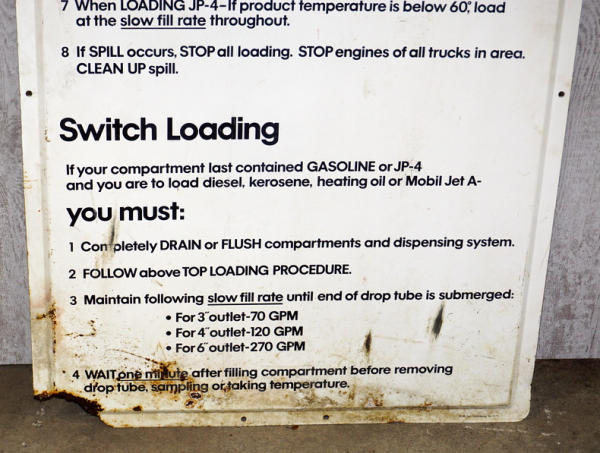 7 When LOADING JP-4-If product temperature is below 60°, load
at the slow fill rate throughout.
8 If SPILL occurs, STOP all loading. STOP engines of all trucks in area.
CLEAN UP spill.
Switch Loading
If your compartment last contained GASOLINE or JP-4
and you are to load diesel, kerosene, heating oil or Mobil Jet A-
you must:
1 Completely DRAIN or FLUSH compartments and dispensing system.
2 FOLLOW above TOP LOADING PROCEDURE.
3 Maintain following slow fill rate until end of drop tube is submerged:
• For 3" outlet-70 GPM
• For 4" outlet-120 GPM
• For 6" outlet-270 GPM
4 WAIT one minute after filling compartment before removing
drop tube, sampling or taking temperature.